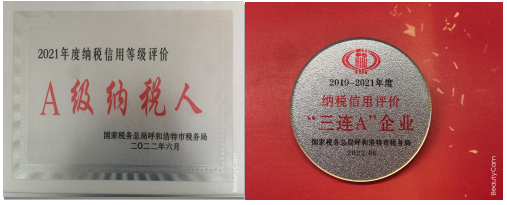 2021年度纳税信用等级评价
A级纳税人
国家税务总局呼和浩特市税务局
二〇二二年六月
BeautyCam
2019-2021年度
纳税信用评价
“三连A”企业
国家税务总局呼和浩特市税务局
2022.06
BeautyCam